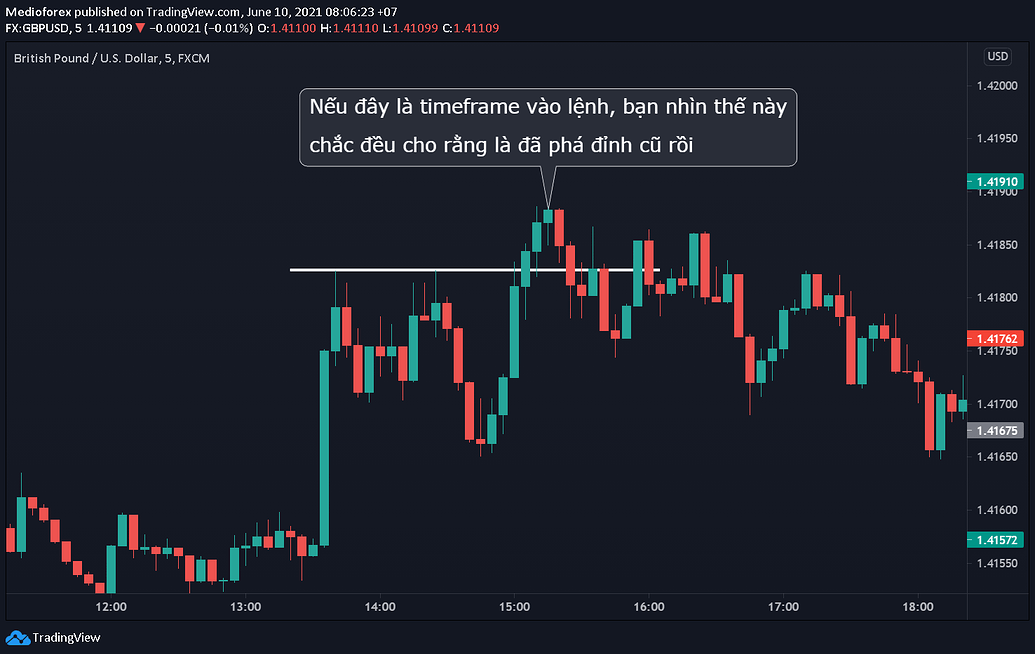 Medioforex published on TradingView.com, June 10, 2021 08:06:23 +07
FX:GBPUSD, 5 1.41109 ▼ −0.00021 (−0.01%) O:1.41100 H:1.41110 L:1.41099 C:1.41109
British Pound / U.S. Dollar, 5, FXCM
USD
Nếu đây là timeframe vào lệnh, bạn nhìn thế này
chắc đều cho rằng là đã phá đỉnh cũ rồi
1.42000
1.41950
1.41910
1.41900
1.41850
1.41800
1.41762
1.41750
1.41700
1.41675
1.41650
1.41600
1.41572
1.41550
12:00 13:00 14:00 15:00 16:00 17:00 18:00
TradingView